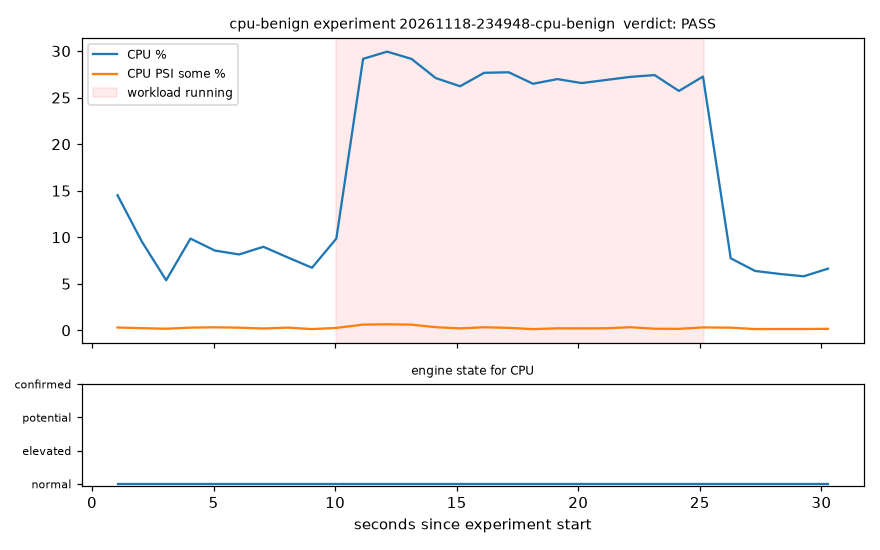 cpu-benign experiment 20261118-234948-cpu-benign  verdict: PASS
CPU %
CPU PSI some %
workload running
30
25
20
15
10
5
0
engine state for CPU
confirmed
potential
elevated
normal
0 5 10 15 20 25 30
seconds since experiment start